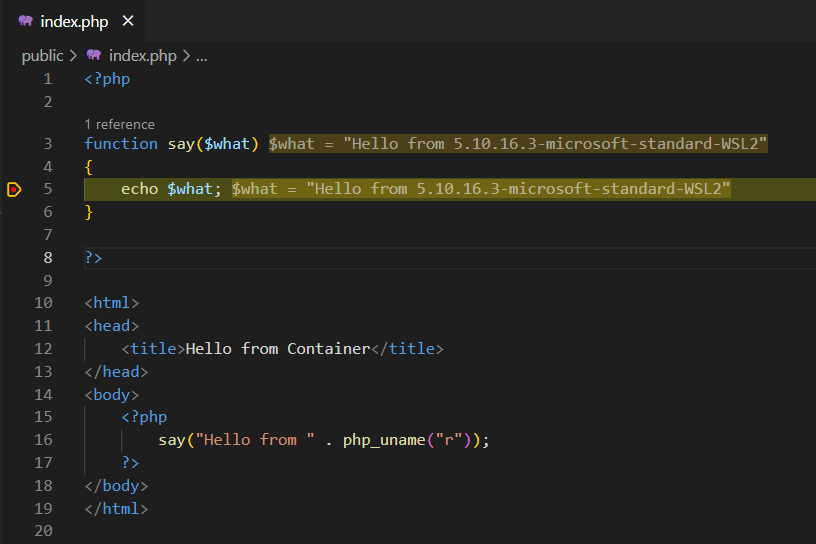 index.php
public > index.php > ...
1 <?php
2
1 reference
3 function say($what) $what = "Hello from 5.10.16.3-microsoft-standard-WSL2"
4 {
5     echo $what; $what = "Hello from 5.10.16.3-microsoft-standard-WSL2"
6 }
7
8 ?>
9
10 <html>
11 <head>
12     <title>Hello from Container</title>
13 </head>
14 <body>
15     <?php
16         say("Hello from " . php_uname("r"));
17     ?>
18 </body>
19 </html>
20